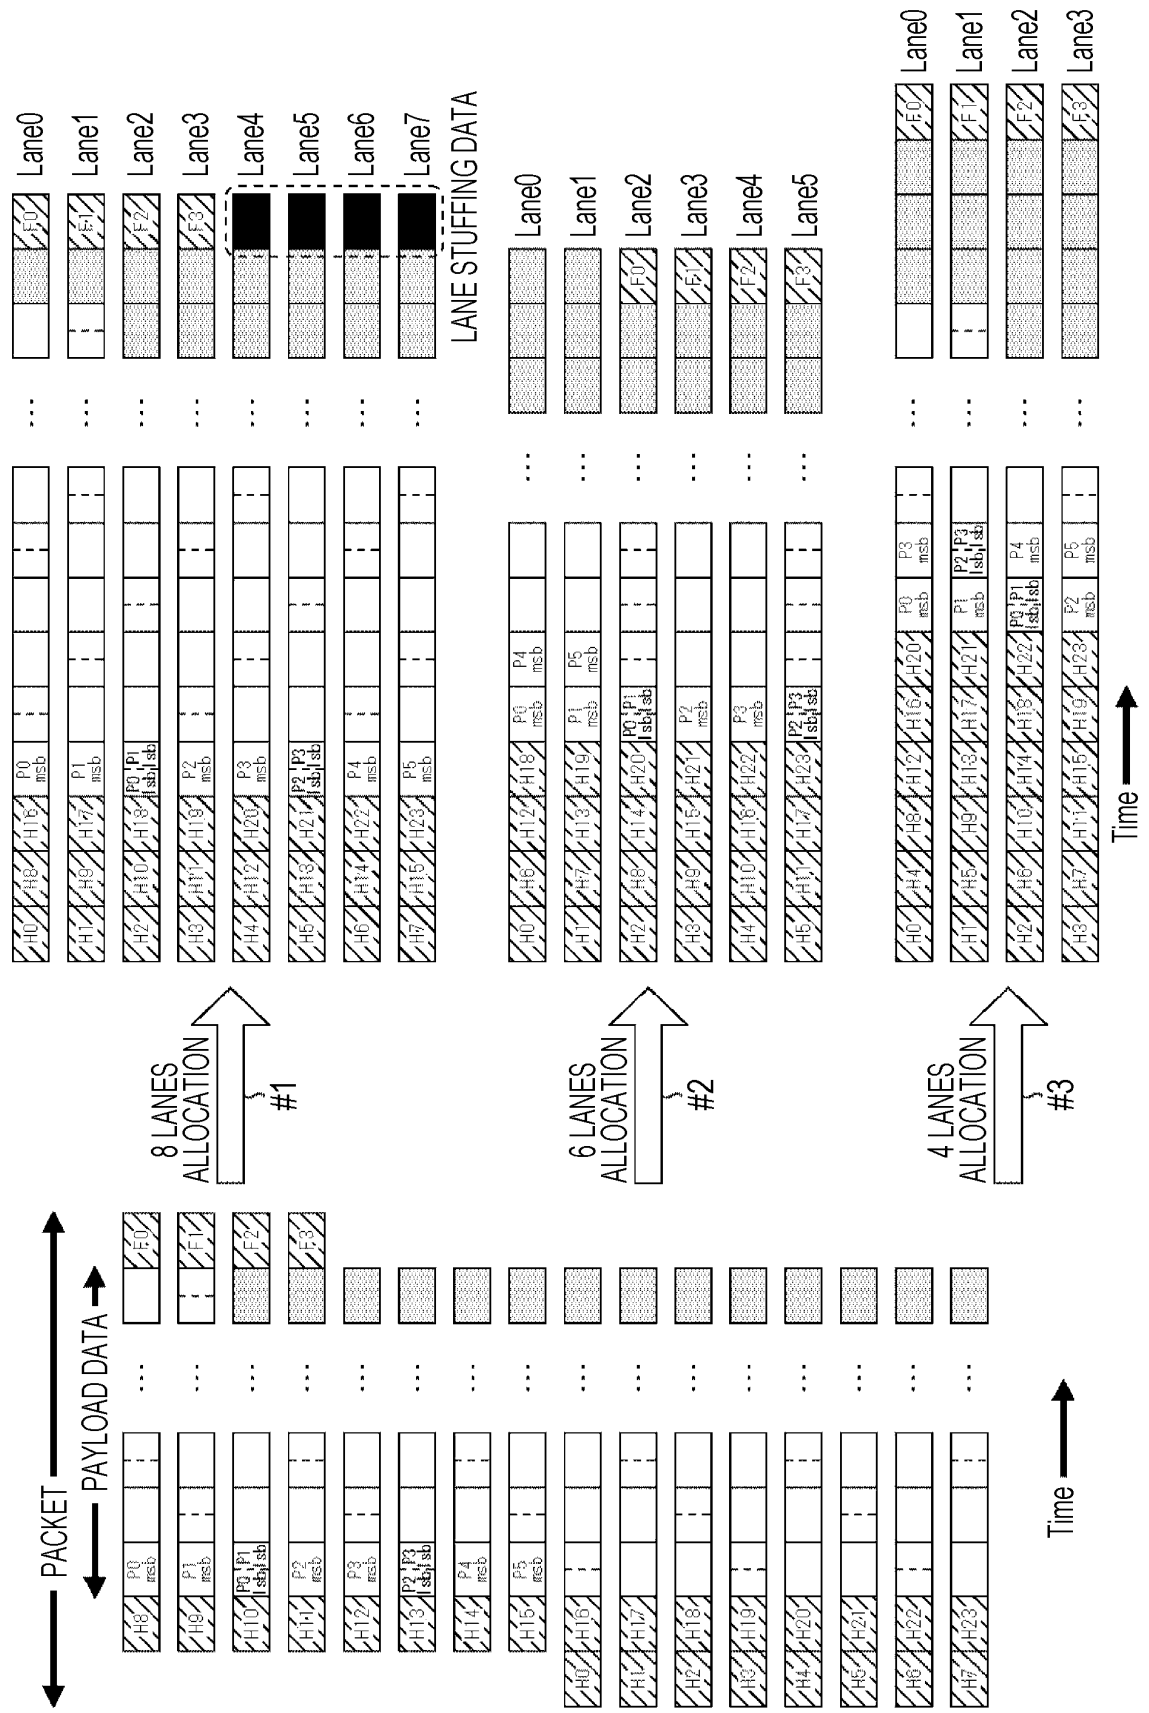 PACKET
PAYLOAD DATA
H8 P0 msb ... F0
H9 P1 msb ... F1
H10 P0 P1 lsb lsb ... F2
H11 P2 msb ... F3
H12 P3 msb ...
H13 P2 P3 lsb lsb ...
H14 P4 msb ...
H15 P5 msb ...
H0 H16 ...
H1 H17 ...
H2 H18 ...
H3 H19 ...
H4 H20 ...
H5 H21 ...
H6 H22 ...
H7 H23 ...
Time
8 LANES
ALLOCATION
#1
H0 H8 H16 P0 msb ... F0 Lane0
H1 H9 H17 P1 msb ... F1 Lane1
H2 H10 H18 P0 P1 lsb lsb ... F2 Lane2
H3 H11 H19 P2 msb ... F3 Lane3
H4 H12 H20 P3 msb ... Lane4
H5 H13 H21 P2 P3 lsb lsb ... Lane5
H6 H14 H22 P4 msb ... Lane6
H7 H15 H23 P5 msb ... Lane7
LANE STUFFING DATA
6 LANES
ALLOCATION
#2
H0 H6 H12 H18 P0 msb P4 msb ... Lane0
H1 H7 H13 H19 P1 msb P5 msb ... Lane1
H2 H8 H14 H20 P0 P1 lsb lsb ... F0 Lane2
H3 H9 H15 H21 P2 msb ... F1 Lane3
H4 H10 H16 H22 P3 msb ... F2 Lane4
H5 H11 H17 H23 P2 P3 lsb lsb ... F3 Lane5
4 LANES
ALLOCATION
#3
H0 H4 H8 H12 H16 H20 P0 msb P3 msb ... F0 Lane0
H1 H5 H9 H13 H17 H21 P1 msb P2 P3 lsb lsb ... F1 Lane1
H2 H6 H10 H14 H18 H22 P0 P1 lsb lsb P4 msb ... F2 Lane2
H3 H7 H11 H15 H19 H23 P2 msb P5 msb ... F3 Lane3
Time